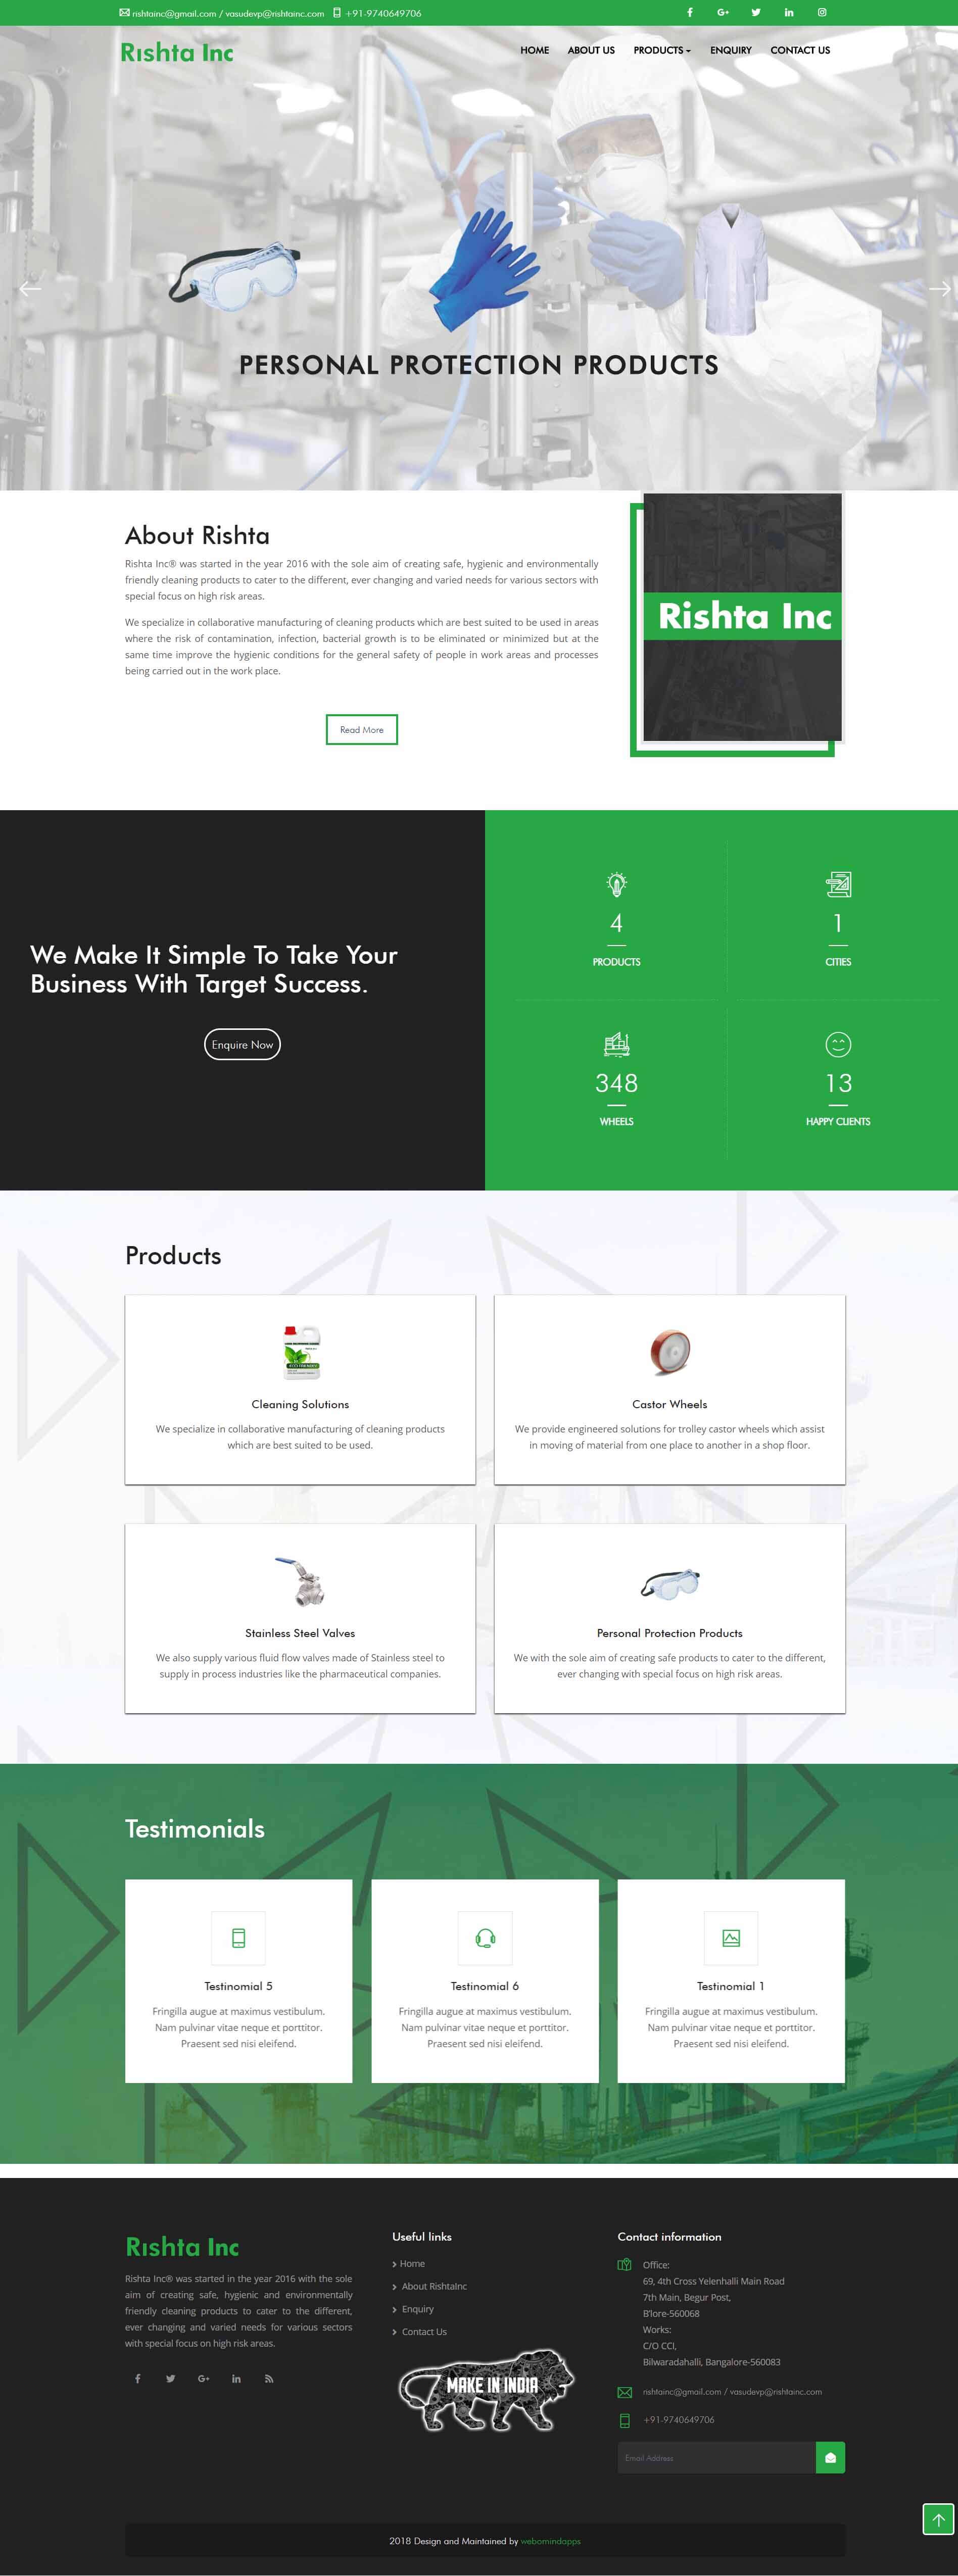 rishtainc@gmail.com / vasudevp@rishtainc.com +91-9740649706
Rishta Inc
HOME ABOUT US PRODUCTS ENQUIRY CONTACT US
PERSONAL PROTECTION PRODUCTS
About Rishta
Rishta Inc® was started in the year 2016 with the sole aim of creating safe, hygienic and environmentally
friendly cleaning products to cater to the different, ever changing and varied needs for various sectors with
special focus on high risk areas.
We specialize in collaborative manufacturing of cleaning products which are best suited to be used in areas
where the risk of contamination, infection, bacterial growth is to be eliminated or minimized but at the
same time improve the hygienic conditions for the general safety of people in work areas and processes
being carried out in the work place.
Read More
Rishta Inc
We Make It Simple To Take Your
Business With Target Success.
Enquire Now
4
PRODUCTS
1
CITIES
348
WHEELS
13
HAPPY CLIENTS
Products
ECO FRIENDLY
Cleaning Solutions
We specialize in collaborative manufacturing of cleaning products
which are best suited to be used.
Castor Wheels
We provide engineered solutions for trolley castor wheels which assist
in moving of material from one place to another in a shop floor.
Stainless Steel Valves
We also supply various fluid flow valves made of Stainless steel to
supply in process industries like the pharmaceutical companies.
Personal Protection Products
We with the sole aim of creating safe products to cater to the different,
ever changing with special focus on high risk areas.
Testimonials
Testinomial 5
Fringilla augue at maximus vestibulum.
Nam pulvinar vitae neque et porttitor.
Praesent sed nisi eleifend.
Testinomial 6
Fringilla augue at maximus vestibulum.
Nam pulvinar vitae neque et porttitor.
Praesent sed nisi eleifend.
Testinomial 1
Fringilla augue at maximus vestibulum.
Nam pulvinar vitae neque et porttitor.
Praesent sed nisi eleifend.
Rishta Inc
Rishta Inc® was started in the year 2016 with the sole
aim of creating safe, hygienic and environmentally
friendly cleaning products to cater to the different,
ever changing and varied needs for various sectors
with special focus on high risk areas.
Useful links
Home
About RishtaInc
Enquiry
Contact Us
MAKE IN INDIA
Contact information
Office:
69, 4th Cross Yelenhalli Main Road
7th Main, Begur Post,
B'lore-560068
Works:
C/O CCI,
Bilwaradahalli, Bangalore-560083
rishtainc@gmail.com / vasudevp@rishtainc.com
+91-9740649706
Email Address
2018 Design and Maintained by webomindapps